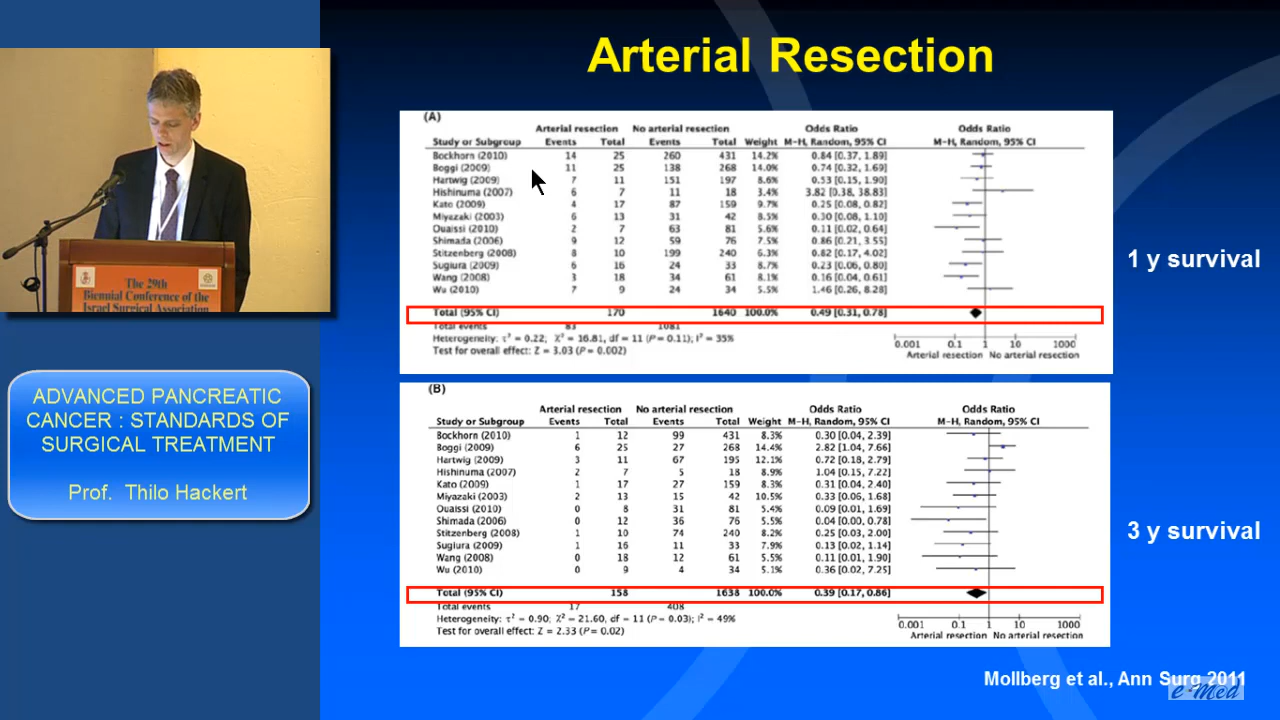 Arterial Resection
(A)
Arterial resection No arterial resection Odds Ratio Odds Ratio
Study or Subgroup Events Total Events Total Weight M-H, Random, 95% CI M-H, Random, 95% CI
Bockhorn (2010) 14 25 260 431 14.2% 0.84 [0.37, 1.89]
Boggi (2009) 11 25 138 268 14.0% 0.74 [0.32, 1.69]
Hartwig (2009) 7 11 151 197 8.6% 0.53 [0.15, 1.90]
Hishinuma (2007) 6 7 11 18 3.4% 3.82 [0.38, 38.83]
Kato (2009) 4 17 87 159 9.7% 0.25 [0.08, 0.82]
Miyazaki (2003) 6 13 31 42 8.7% 0.30 [0.08, 1.10]
Ouaissi (2010) 2 7 63 81 5.6% 0.11 [0.02, 0.64]
Shimada (2006) 9 12 59 76 7.5% 0.86 [0.21, 3.55]
Stitzenberg (2008) 8 10 199 240 6.3% 0.82 [0.17, 4.02]
Sugiura (2009) 6 16 24 33 8.7% 0.23 [0.06, 0.80]
Wang (2008) 3 18 34 61 8.1% 0.16 [0.04, 0.61]
Wu (2010) 7 9 24 34 5.5% 1.46 [0.26, 8.28]
Total (95% CI) 170 1640 100.0% 0.49 [0.31, 0.78]
Total events 83 1081
Heterogeneity: τ² = 0.22; χ² = 16.81, df = 11 (P = 0.11); I² = 35%
Test for overall effect: Z = 3.03 (P = 0.002)
0.001 0.1 1 10 1000
Arterial resection No arterial resection
1 y survival
(B)
Arterial resection No arterial resection Odds Ratio Odds Ratio
Study or Subgroup Events Total Events Total Weight M-H, Random, 95% CI M-H, Random, 95% CI
Bockhorn (2010) 1 12 99 431 8.3% 0.30 [0.04, 2.39]
Boggi (2009) 6 25 27 268 14.4% 2.82 [1.04, 7.66]
Hartwig (2009) 3 11 67 195 12.1% 0.72 [0.18, 2.79]
Hishinuma (2007) 2 7 5 18 8.9% 1.04 [0.15, 7.22]
Kato (2009) 1 17 27 159 8.4% 0.31 [0.04, 2.40]
Miyazaki (2003) 2 13 15 42 10.5% 0.33 [0.06, 1.68]
Ouaissi (2010) 0 8 31 81 5.4% 0.09 [0.01, 1.69]
Shimada (2006) 0 12 36 76 5.5% 0.04 [0.00, 0.78]
Stitzenberg (2008) 1 10 74 240 8.2% 0.25 [0.03, 2.00]
Sugiura (2009) 1 16 11 33 7.9% 0.13 [0.02, 1.14]
Wang (2008) 0 18 12 61 5.5% 0.11 [0.01, 1.90]
Wu (2010) 0 9 4 34 5.1% 0.36 [0.02, 7.25]
Total (95% CI) 158 1638 100.0% 0.39 [0.17, 0.86]
Total events 17 408
Heterogeneity: τ² = 0.90; χ² = 21.60, df = 11 (P = 0.03); I² = 49%
Test for overall effect: Z = 2.33 (P = 0.02)
0.001 0.1 1 10 1000
Arterial resection No arterial resection
3 y survival
Mollberg et al., Ann Surg 2011
e-Med
The 29th
Biennial Conference of the
Israel Surgical Association
ADVANCED PANCREATIC
CANCER : STANDARDS OF
SURGICAL TREATMENT
Prof. Thilo Hackert